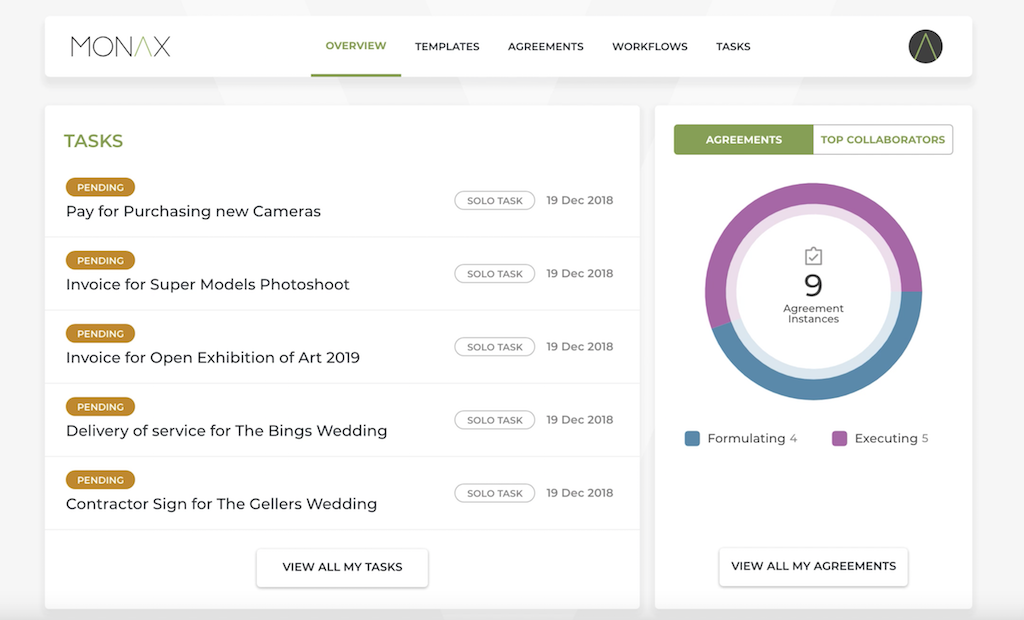 MONAX
OVERVIEW
TEMPLATES
AGREEMENTS
WORKFLOWS
TASKS
TASKS
PENDING
Pay for Purchasing new Cameras
SOLO TASK
19 Dec 2018
PENDING
Invoice for Super Models Photoshoot
SOLO TASK
19 Dec 2018
PENDING
Invoice for Open Exhibition of Art 2019
SOLO TASK
19 Dec 2018
PENDING
Delivery of service for The Bings Wedding
SOLO TASK
19 Dec 2018
PENDING
Contractor Sign for The Gellers Wedding
SOLO TASK
19 Dec 2018
VIEW ALL MY TASKS
AGREEMENTS
TOP COLLABORATORS
9
Agreement
Instances
Formulating 4
Executing 5
VIEW ALL MY AGREEMENTS